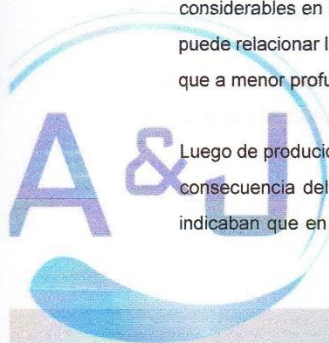 considerables en
puede relacionar l
que a menor profu
Luego de producid
consecuencia del
indicaban que en
A & J